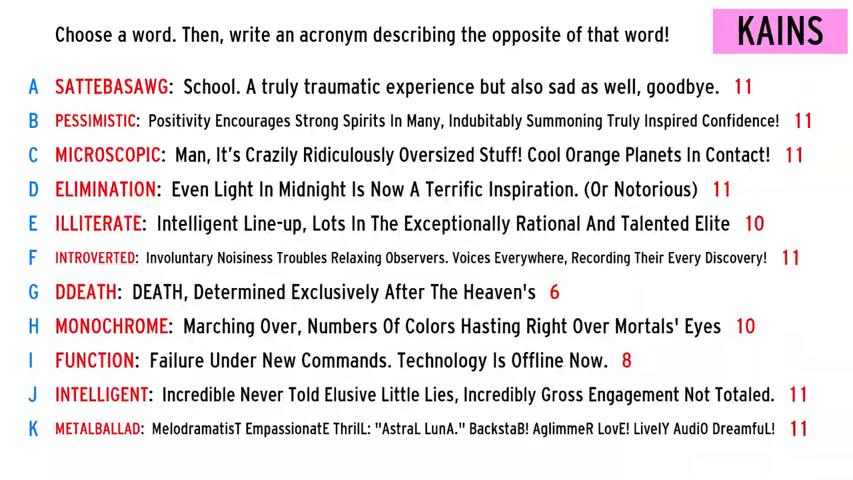 Choose a word. Then, write an acronym describing the opposite of that word! KAINS
A SATTEBASAWG: School. A truly traumatic experience but also sad as well, goodbye. 11
B PESSIMISTIC: Positivity Encourages Strong Spirits In Many, Indubitably Summoning Truly Inspired Confidence! 11
C MICROSCOPIC: Man, It's Crazily Ridiculously Oversized Stuff! Cool Orange Planets In Contact! 11
D ELIMINATION: Even Light In Midnight Is Now A Terrific Inspiration. (Or Notorious) 11
E ILLITERATE: Intelligent Line-up, Lots In The Exceptionally Rational And Talented Elite 10
F INTROVERTED: Involuntary Noisiness Troubles Relaxing Observers. Voices Everywhere, Recording Their Every Discovery! 11
G DDEATH: DEATH, Determined Exclusively After The Heaven's 6
H MONOCHROME: Marching Over, Numbers Of Colors Hasting Right Over Mortals' Eyes 10
I FUNCTION: Failure Under New Commands. Technology Is Offline Now. 8
J INTELLIGENT: Incredible Never Told Elusive Little Lies, Incredibly Gross Engagement Not Totaled. 11
K METALBALLAD: MelodramatisT EmpassionatE ThrilL: "AstraL LunA." BackstaB! AglimmeR LovE! LivelY AudiO DreamfuL! 11